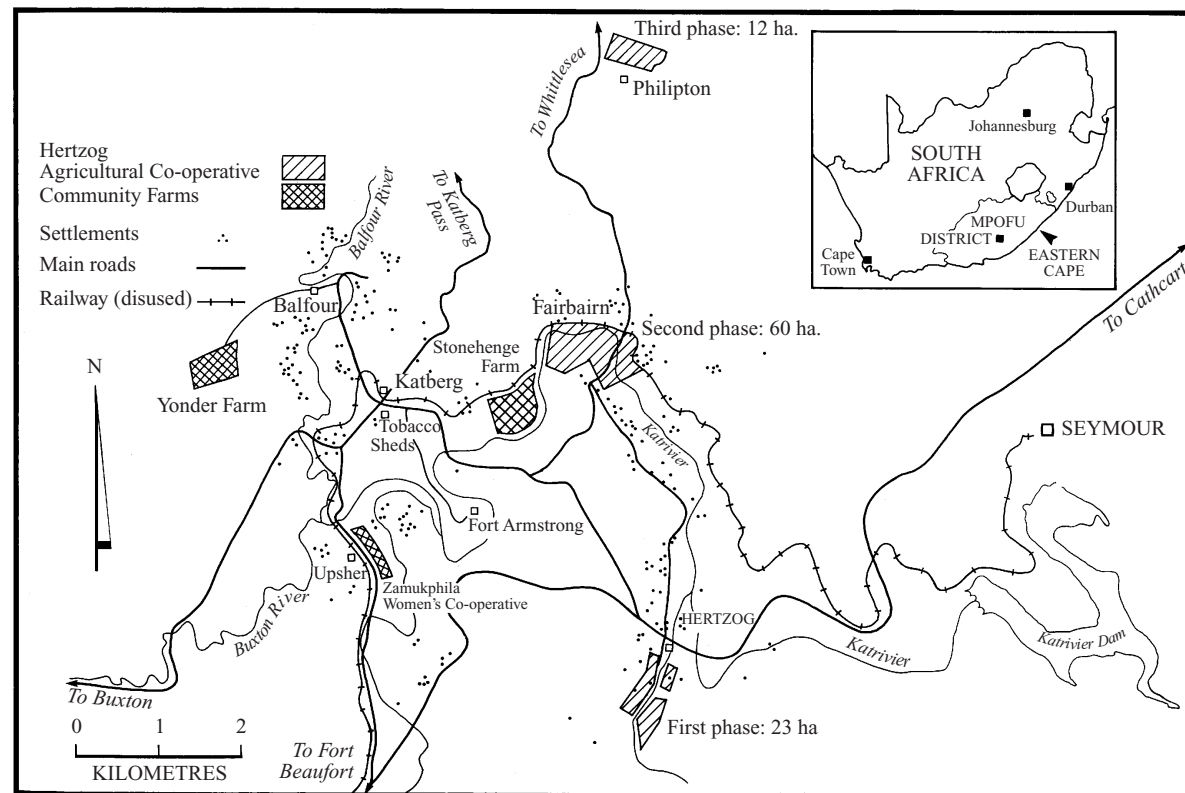 Third phase: 12 ha.
To Whittlesea
Philipton
Johannesburg
SOUTH
AFRICA
Durban
MPOFU
DISTRICT
EASTERN
CAPE
Cape
Town
Hertzog
Agricultural Co-operative
Community Farms
Settlements
Main roads
Railway (disused)
Balfour River
To Katberg
Pass
To Cathcart
Balfour
Fairbairn
Second phase: 60 ha.
Stonehenge
Farm
N
Yonder Farm
Katberg
Tobacco
Sheds
Katrivier
SEYMOUR
Fort Armstrong
Upsher
Zamukphila
Women's Co-operative
Buxton River
HERTZOG
Katrivier
Katrivier Dam
To Buxton
First phase: 23 ha
0 1 2
KILOMETRES
To Fort
Beaufort